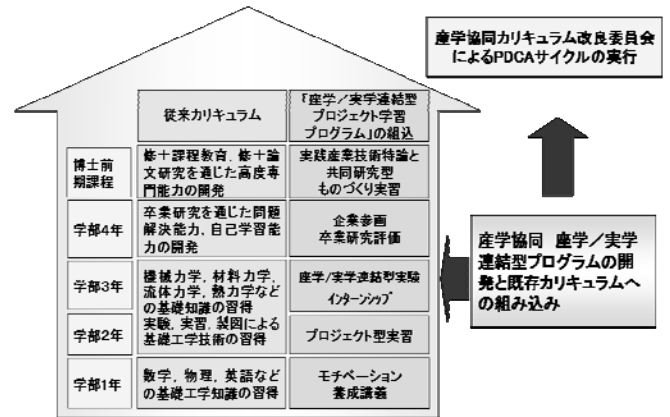 産学協同カリキュラム改良委員会
によるPDCAサイクルの実行
従来カリキュラム
「座学／実学連結型
プロジェクト学習
プログラム」の組込
博士前
期課程
修士課程教育，修士論
文研究を通じた高度専
門能力の開発
実践産業技術特論と
共同研究型
ものづくり実習
学部4年
卒業研究を通じた問題
解決能力，自己学習能
力の開発
企業参画
卒業研究評価
学部3年
機械力学，材料力学，
流体力学，熱力学など
の基礎知識の習得
実験，実習，製図による
基礎工学技術の習得
座学/実学連結型実験
インターンシップ
学部2年
プロジェクト型実習
学部1年
数学，物理，英語など
の基礎工学知識の習得
モチベーション
養成講義
産学協同 座学／実学
連結型プログラムの開
発と既存カリキュラムへ
の組み込み